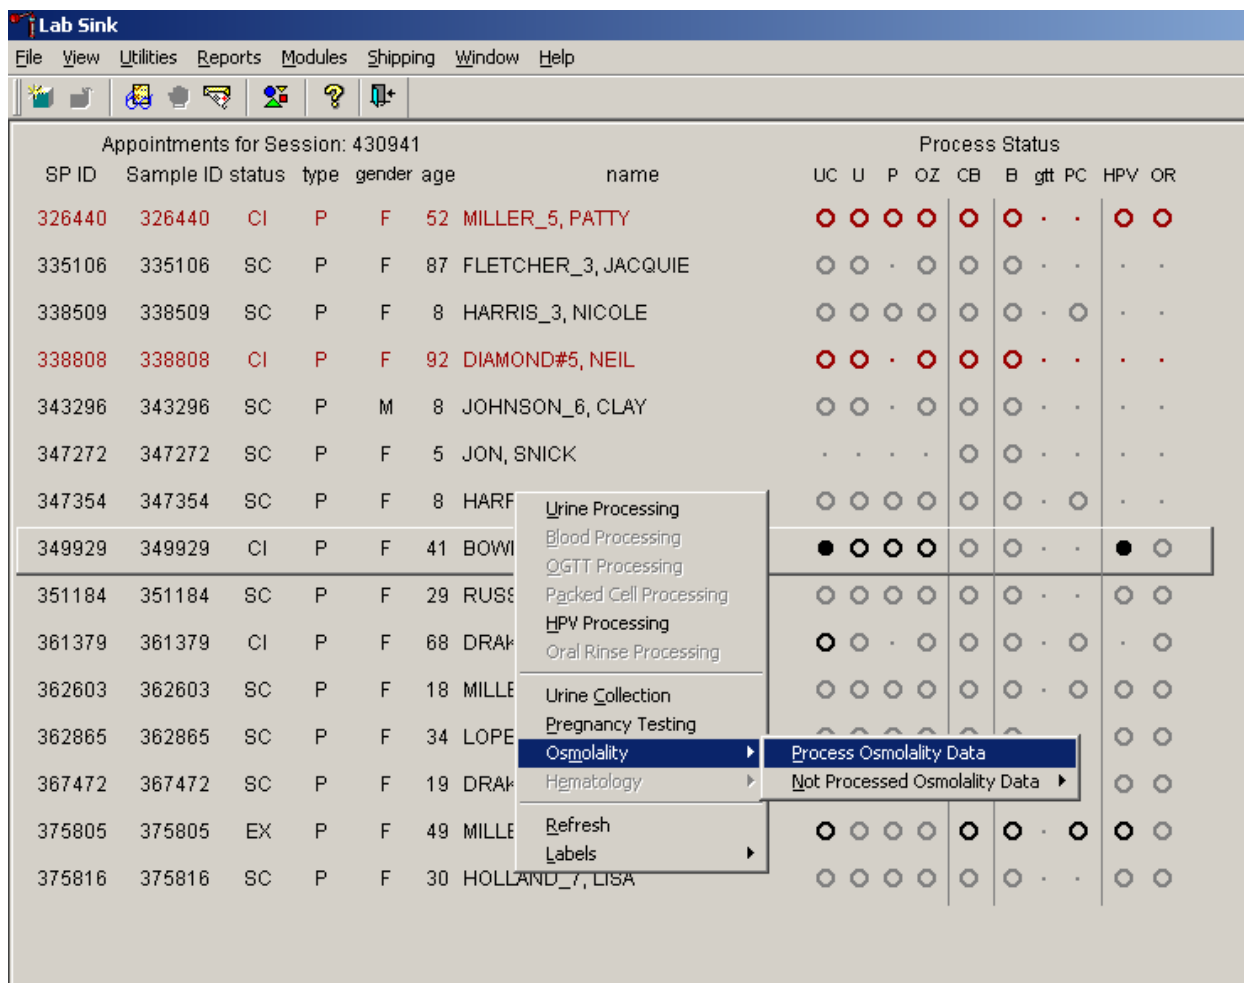 Lab Sink
File View Utilities Reports Modules Shipping Window Help
Appointments for Session: 430941 Process Status
SP ID Sample ID status type gender age name UC U P OZ CB B gtt PC HPV OR
326440 326440 CI P F 52 MILLER_5, PATTY
335106 335106 SC P F 87 FLETCHER_3, JACQUIE
338509 338509 SC P F 8 HARRIS_3, NICOLE
338808 338808 CI P F 92 DIAMOND#5, NEIL
343296 343296 SC P M 8 JOHNSON_6, CLAY
347272 347272 SC P F 5 JON, SNICK
347354 347354 SC P F 8
Urine Processing
349929 349929 CI P F 41
Blood Processing
OGTT Processing
351184 351184 SC P F 29 RUSS
Packed Cell Processing
HPV Processing
361379 361379 CI P F 68
Oral Rinse Processing
362603 362603 SC P F 18 MILLE
Urine Collection
Pregnancy Testing
362865 362865 SC P F 34 LOPE
Osmolality Process Osmolality Data
367472 367472 SC P F 19
Hematology Not Processed Osmolality Data
375805 375805 EX P F 49 MILLE
Refresh
Labels
375816 375816 SC P F 30 HOLLAND_7, LISA